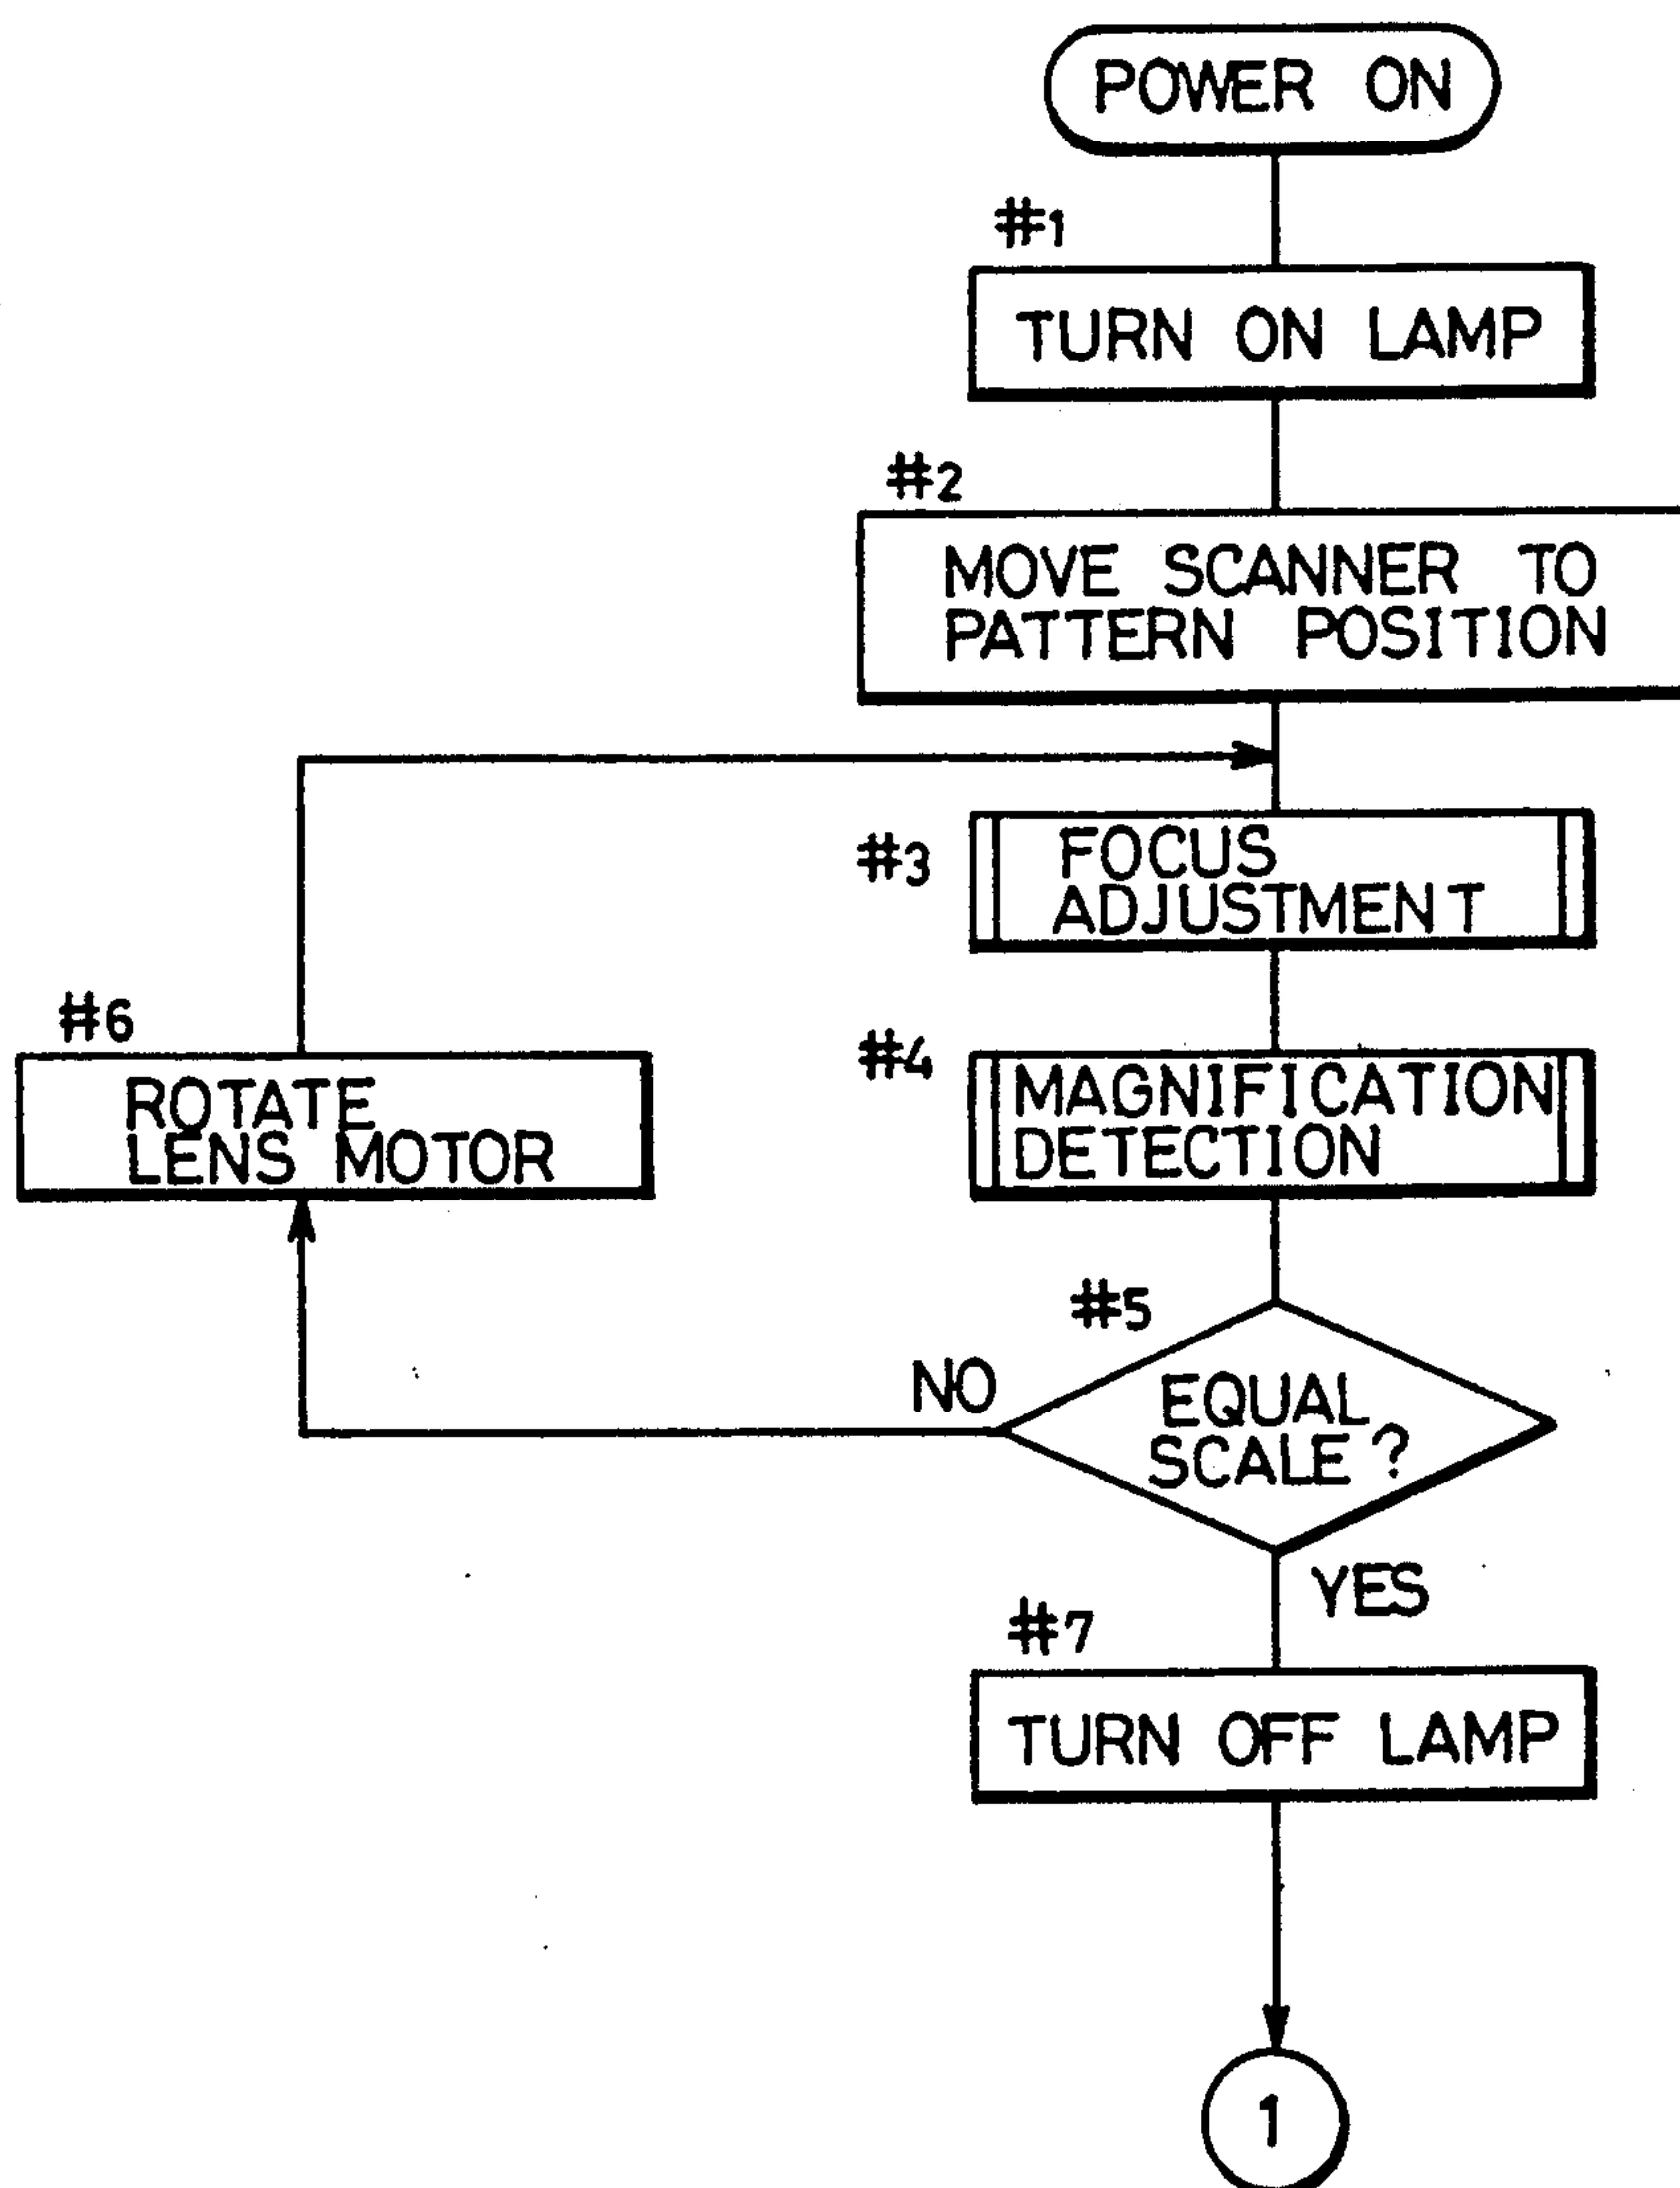 POWER ON
#1
TURN ON LAMP
#2
MOVE SCANNER TO
PATTERN POSITION
#3
FOCUS
ADJUSTMENT
#4
MAGNIFICATION
DETECTION
#6
ROTATE
LENS MOTOR
#5
NO
EQUAL
SCALE?
YES
#7
TURN OFF LAMP
1